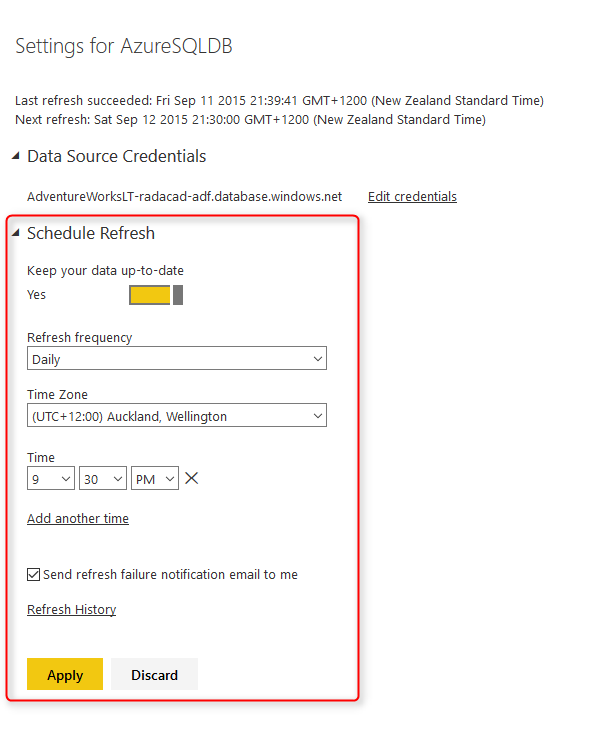 Settings for AzureSQLDB
Last refresh succeeded: Fri Sep 11 2015 21:39:41 GMT+1200 (New Zealand Standard Time)
Next refresh: Sat Sep 12 2015 21:30:00 GMT+1200 (New Zealand Standard Time)
Data Source Credentials
AdventureWorksLT-radacad-adf.database.windows.net Edit credentials
Schedule Refresh
Keep your data up-to-date
Yes
Refresh frequency
Daily
Time Zone
(UTC+12:00) Auckland, Wellington
Time
9 30 PM
Add another time
Send refresh failure notification email to me
Refresh History
Apply Discard